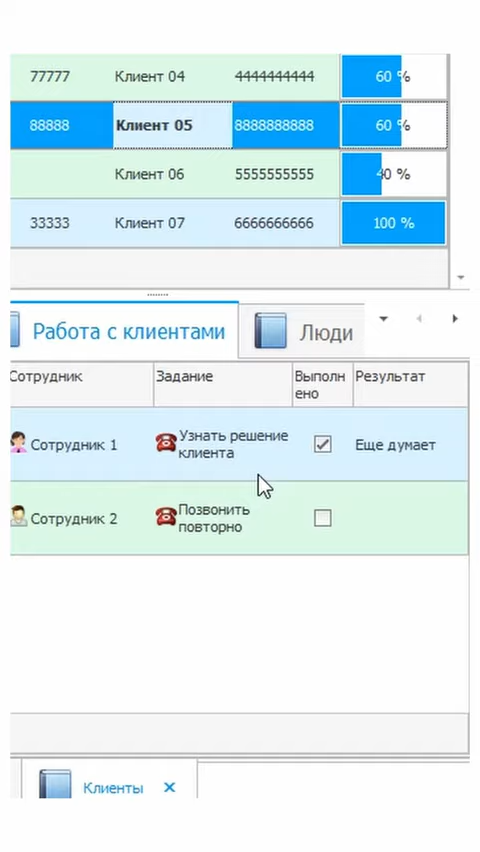 77777 Клиент 04 4444444444 60 %
88888 Клиент 05 8888888888 60 %
Клиент 06 5555555555 40 %
33333 Клиент 07 6666666666 100 %
Работа с клиентами Люди
Сотрудник Задание Выполн Результат
ено
Сотрудник 1 Узнать решение Еще думает
клиента
Сотрудник 2 Позвонить
повторно
Клиенты